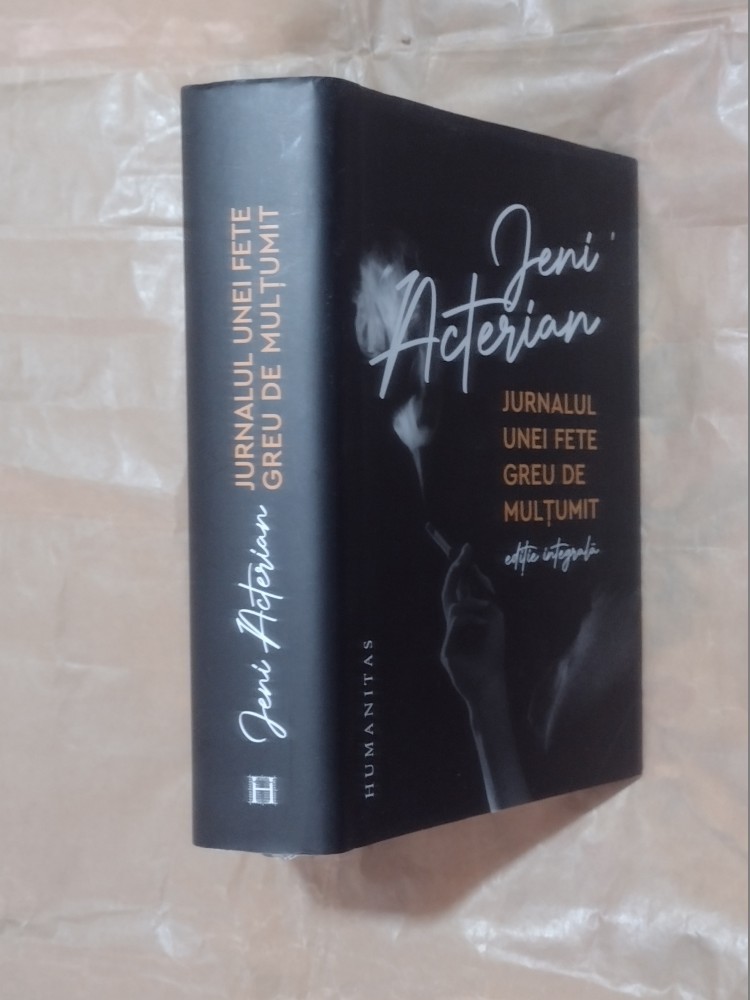 JURNALUL UNEI FETE
GREU DE MULȚUMIT
Jeni Acterian
H
Jeni
Acterian
JURNALUL
UNEI FETE
GREU DE
MULȚUMIT
ediție integrală
HUMANITAS